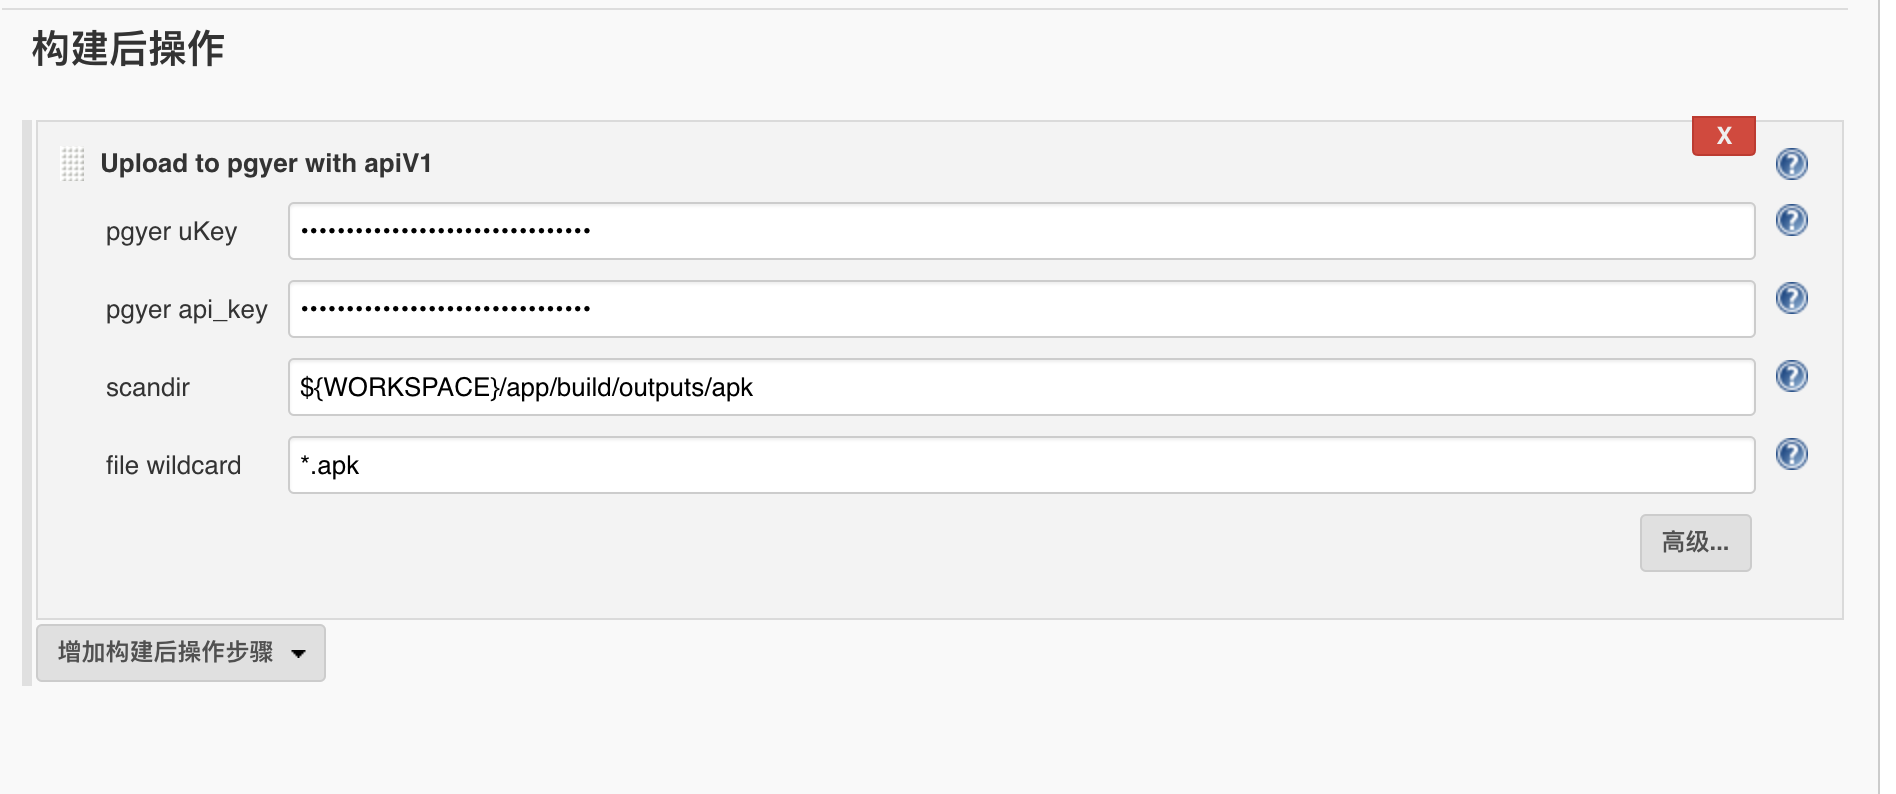 构建后操作
X
Upload to pgyer with apiV1
?
pgyer uKey
••••••••••••••••••••••••••••••••
?
pgyer api_key
••••••••••••••••••••••••••••••••
?
scandir
${WORKSPACE}/app/build/outputs/apk
?
file wildcard
*.apk
?
高级...
增加构建后操作步骤